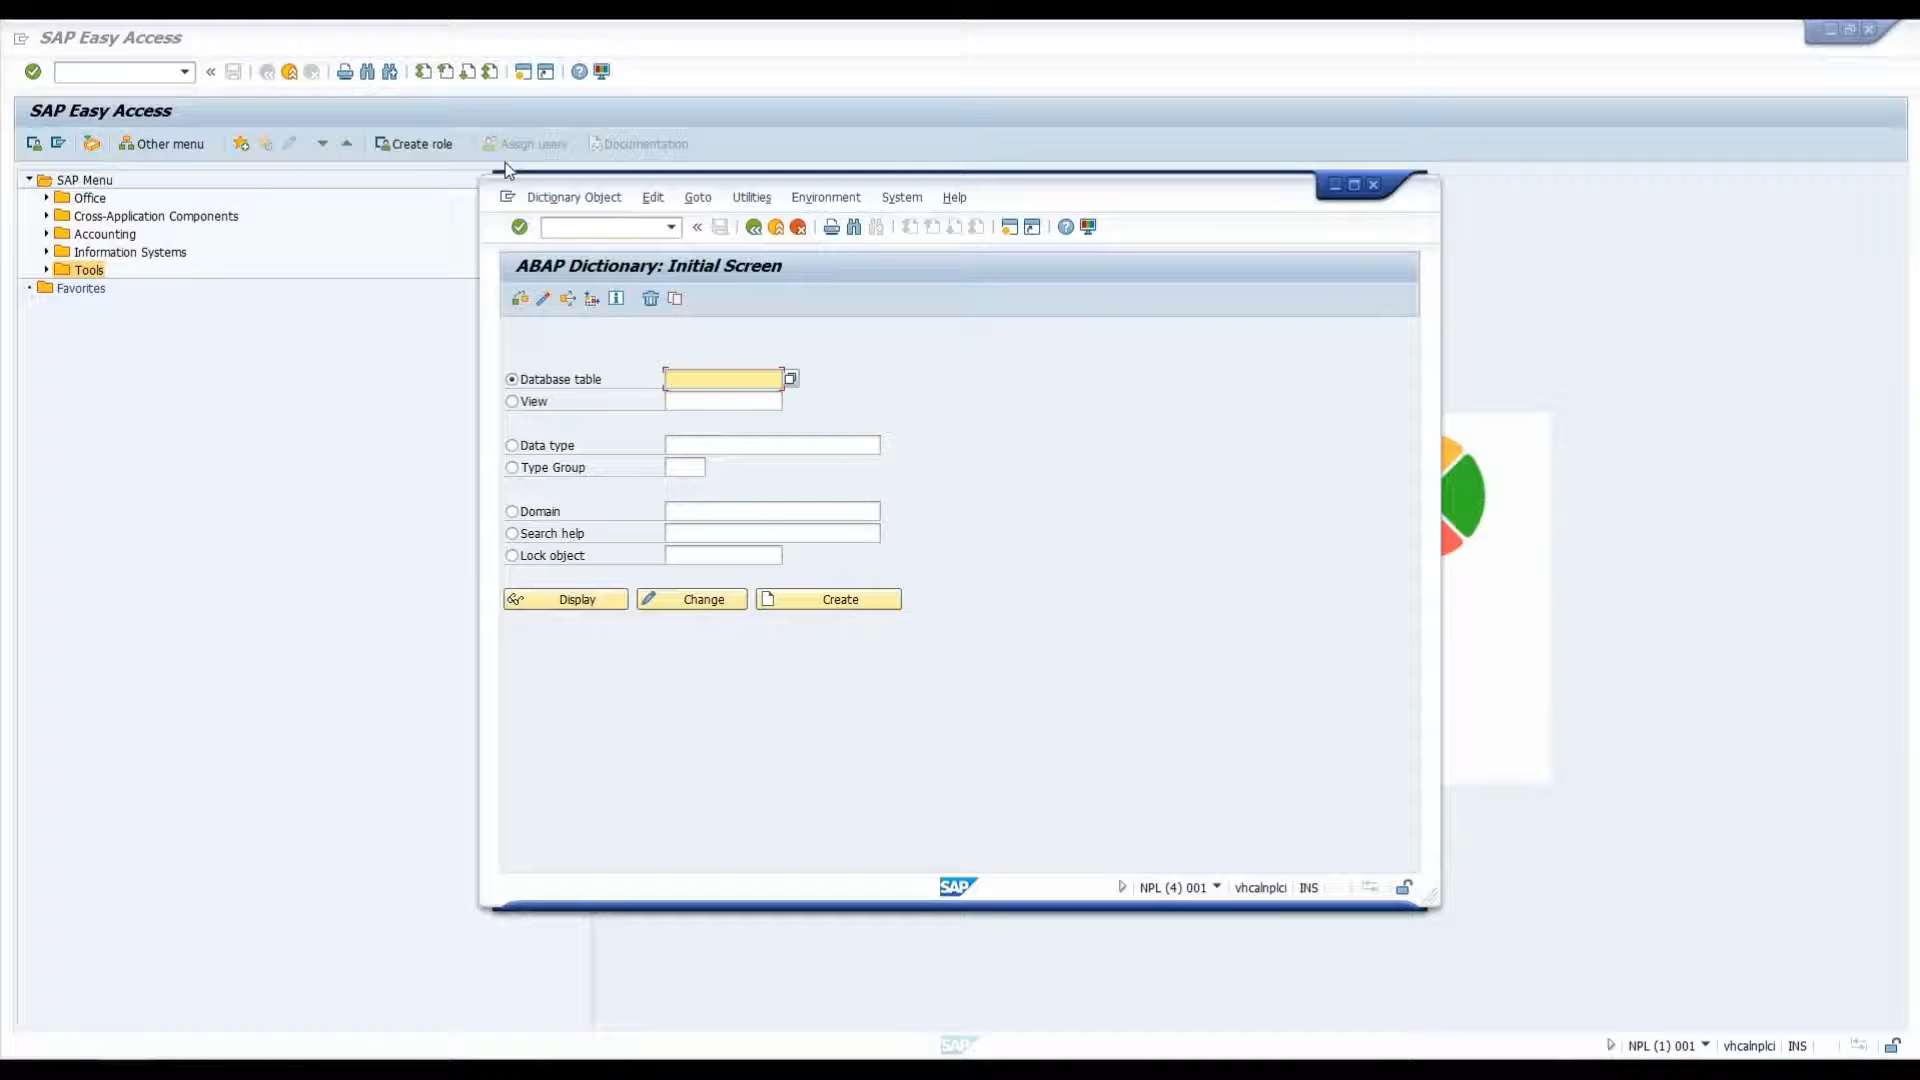 SAP Easy Access
«
SAP Easy Access
Other menu
Create role
Assign users
Documentation
SAP Menu
Office
Cross-Application Components
Accounting
Information Systems
Tools
Favorites
Dictionary Object Edit Goto Utilities Environment System Help
«
ABAP Dictionary: Initial Screen
Database table
View
Data type
Type Group
Domain
Search help
Lock object
Display Change Create
SAP NPL (4) 001 vhcalnplci INS
SAP NPL (1) 001 vhcalnplci INS